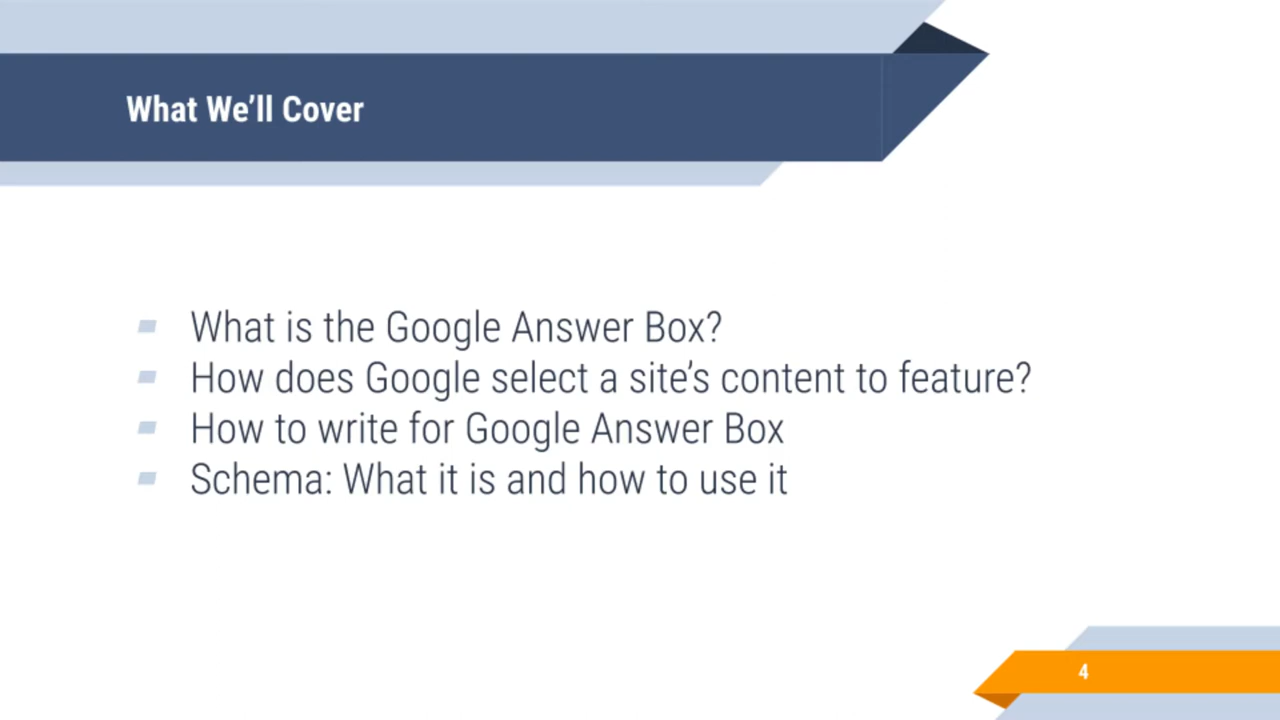 What We’ll Cover
What is the Google Answer Box?
How does Google select a site’s content to feature?
How to write for Google Answer Box
Schema: What it is and how to use it
4